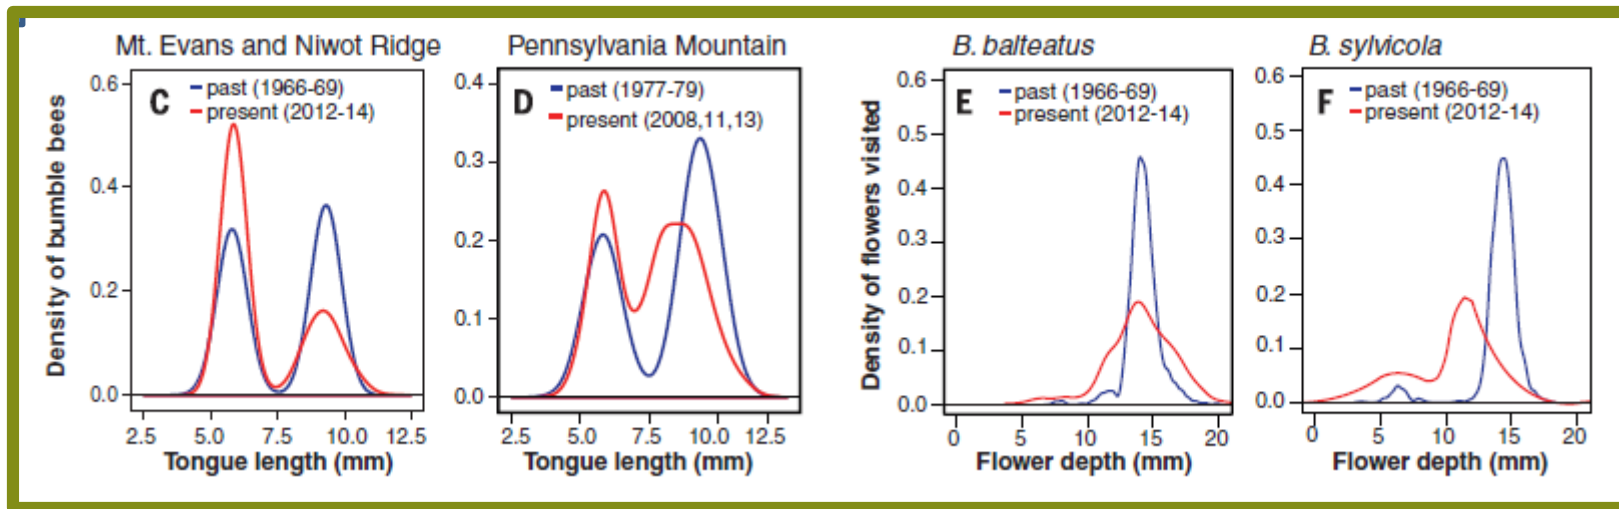 Mt. Evans and Niwot Ridge
Density of bumble bees
0.6
0.4
0.2
0.0
C
past (1966-69)
present (2012-14)
2.5 5.0 7.5 10.0 12.5
Tongue length (mm)
Pennsylvania Mountain
0.4
0.3
0.2
0.1
0.0
D
past (1977-79)
present (2008,11,13)
2.5 5.0 7.5 10.0 12.5
Tongue length (mm)
B. balteatus
Density of flowers visited
0.6
0.5
0.4
0.3
0.2
0.1
0.0
E
past (1966-69)
present (2012-14)
0 5 10 15 20
Flower depth (mm)
B. sylvicola
0.6
0.5
0.4
0.3
0.2
0.1
0.0
F
past (1966-69)
present (2012-14)
0 5 10 15 20
Flower depth (mm)